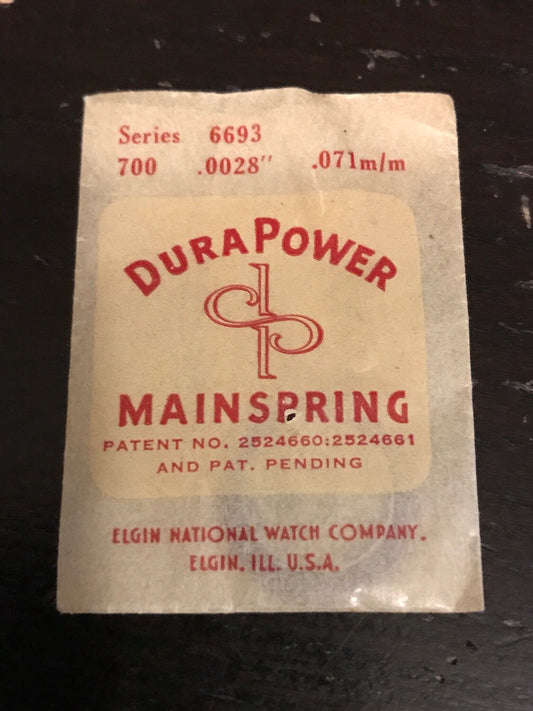 Series 6693
700 .0028" .071m/m
DURAPOWER
MAINSPRING
PATENT NO. 2524660:2524661
AND PAT. PENDING
ELGIN NATIONAL WATCH COMPANY.
ELGIN, ILL. U.S.A.